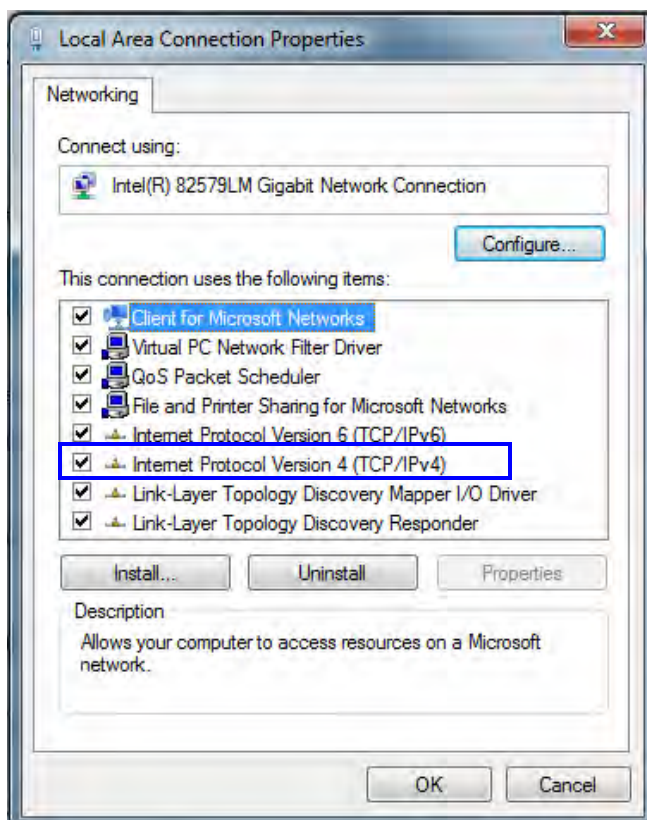 Local Area Connection Properties
Networking
Connect using:
Intel(R) 82579LM Gigabit Network Connection
Configure...
This connection uses the following items:
Client for Microsoft Networks
Virtual PC Network Filter Driver
QoS Packet Scheduler
File and Printer Sharing for Microsoft Networks
Internet Protocol Version 6 (TCP/IPv6)
Internet Protocol Version 4 (TCP/IPv4)
Link-Layer Topology Discovery Mapper I/O Driver
Link-Layer Topology Discovery Responder
Install... Uninstall Properties
Description
Allows your computer to access resources on a Microsoft
network.
OK Cancel